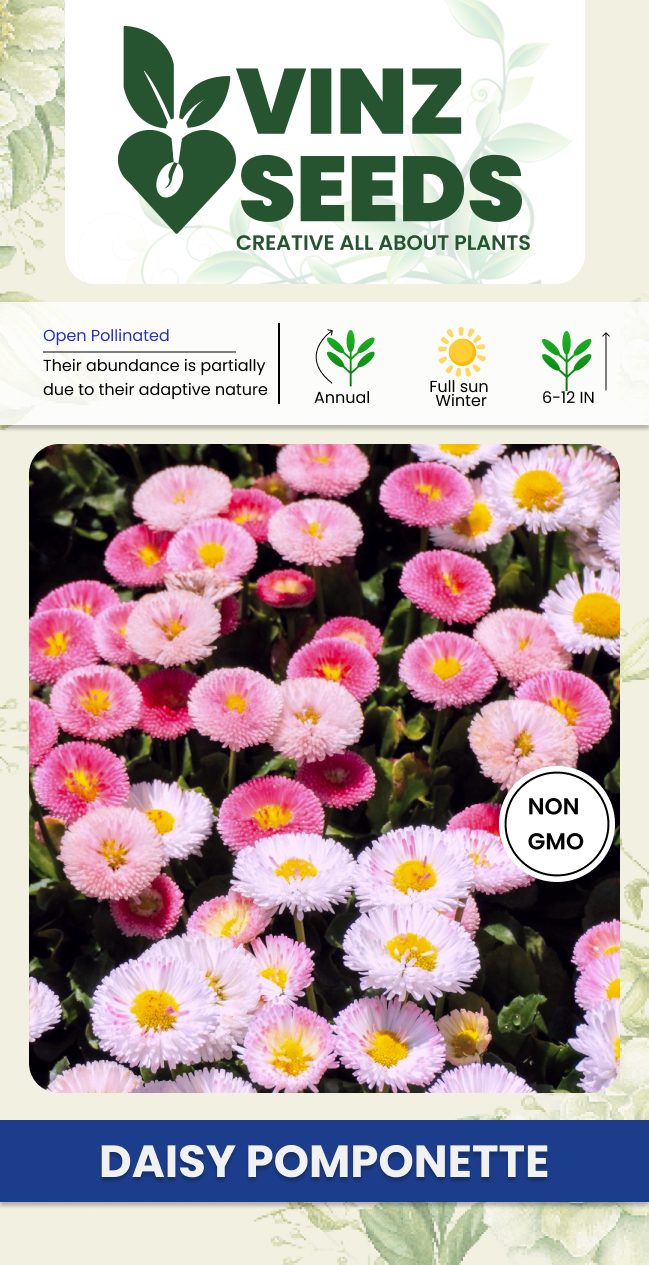 VINZ
SEEDS
CREATIVE ALL ABOUT PLANTS
Open Pollinated
Their abundance is partially
due to their adaptive nature
Annual
Full sun
Winter
6-12 IN
NON
GMO
DAISY POMPONETTE